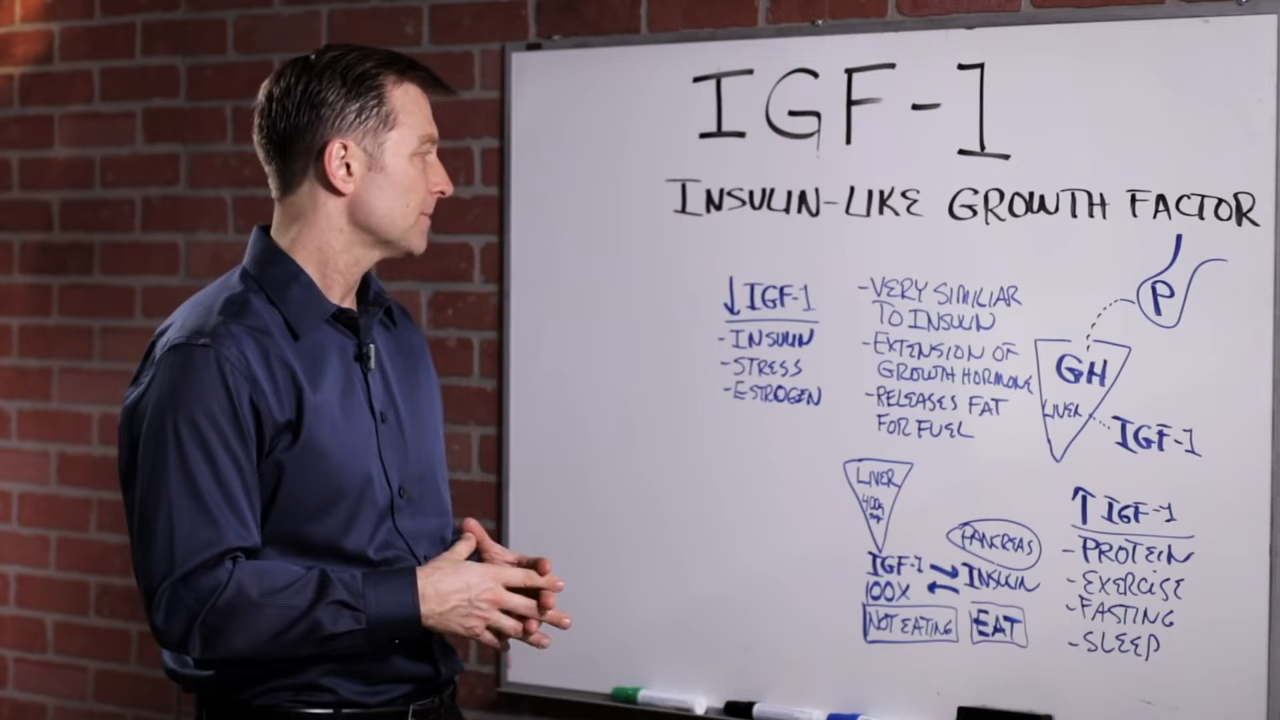 IGF-1
INSULIN-LIKE GROWTH FACTOR
↓ IGF-1
- INSULIN
- STRESS
- ESTROGEN
- VERY SIMILIAR
TO INSULIN
- EXTENSION OF
GROWTH HORMONE
- RELEASES FAT
FOR FUEL
P
GH
LIVER
IGF-1
LIVER
PANCREAS
IGF-1 ⇌ INSULIN
100X
NOT EATING
EAT
↑ IGF-1
- PROTEIN
- EXERCISE
- FASTING
- SLEEP